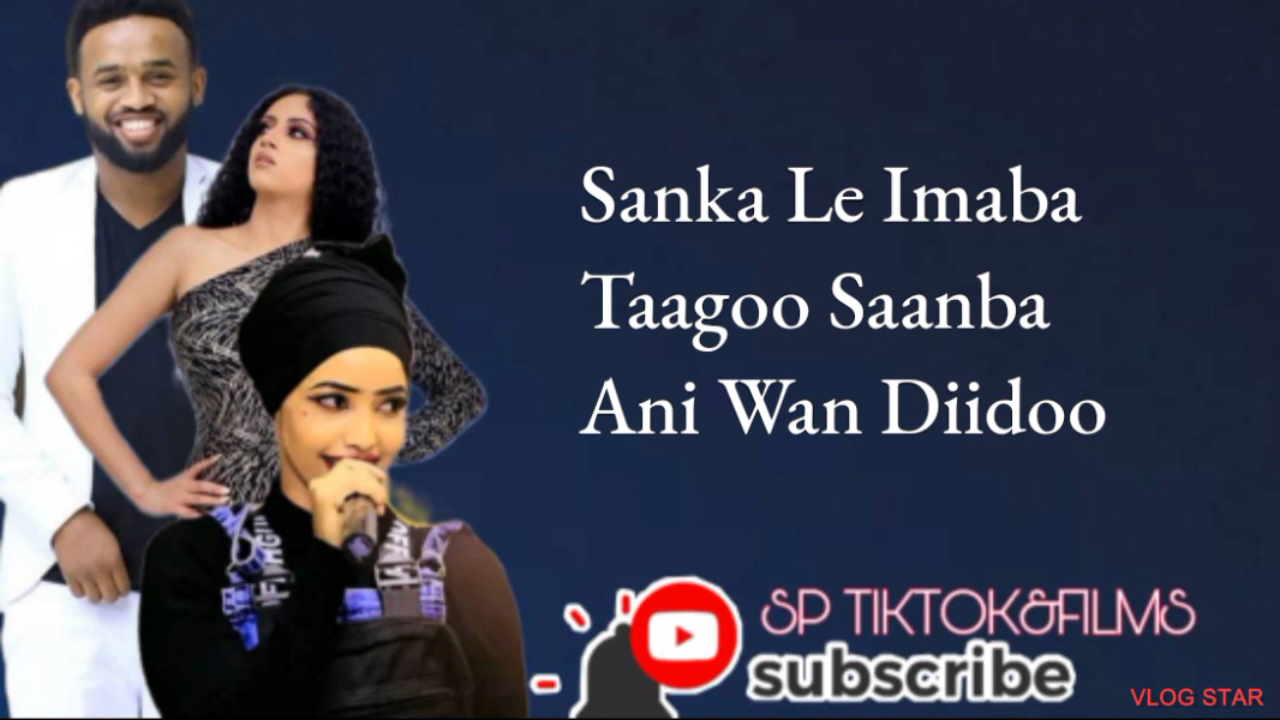 Sanka Le Imaba
Taagoo Saanba
Ani Wan Diidoo
SP TIKTOK&FILMS
subscribe
VLOG STAR